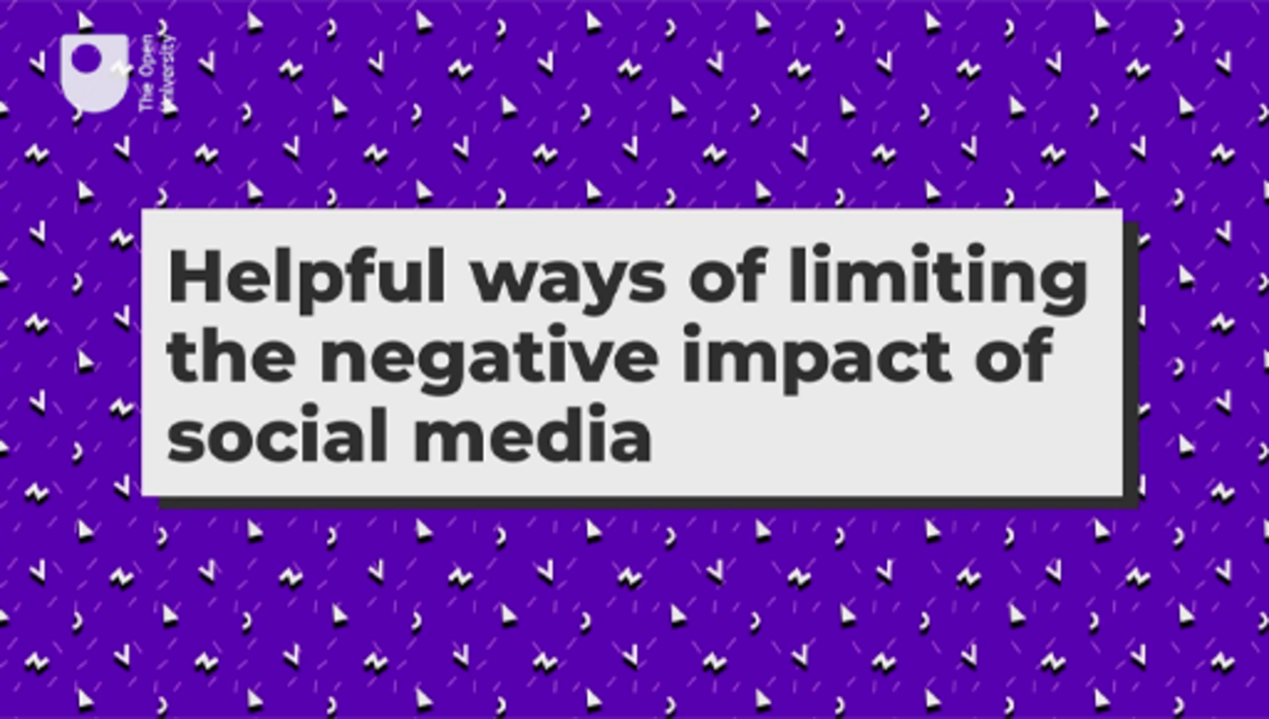 The Open
University
Helpful ways of limiting
the negative impact of
social media